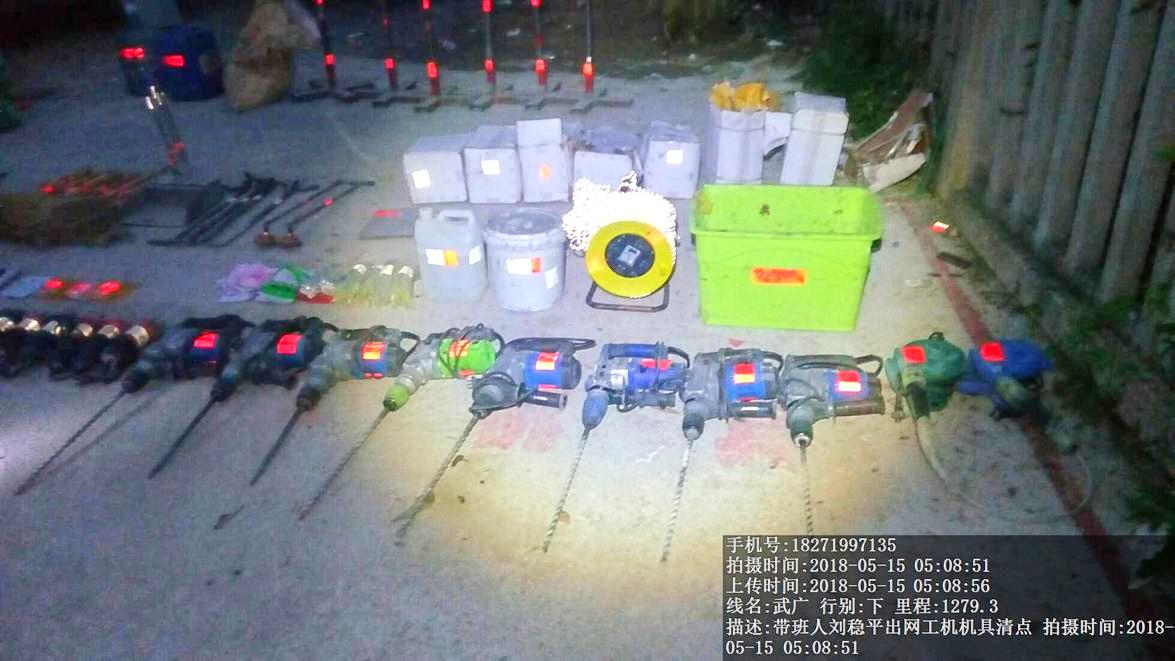 手机号:18271997135
拍摄时间:2018-05-15 05:08:51
上传时间:2018-05-15 05:08:56
线名:武广 行别:下 里程:1279.3
描述:带班人刘稳平出网工机机具清点 拍摄时间:2018-
05-15 05:08:51